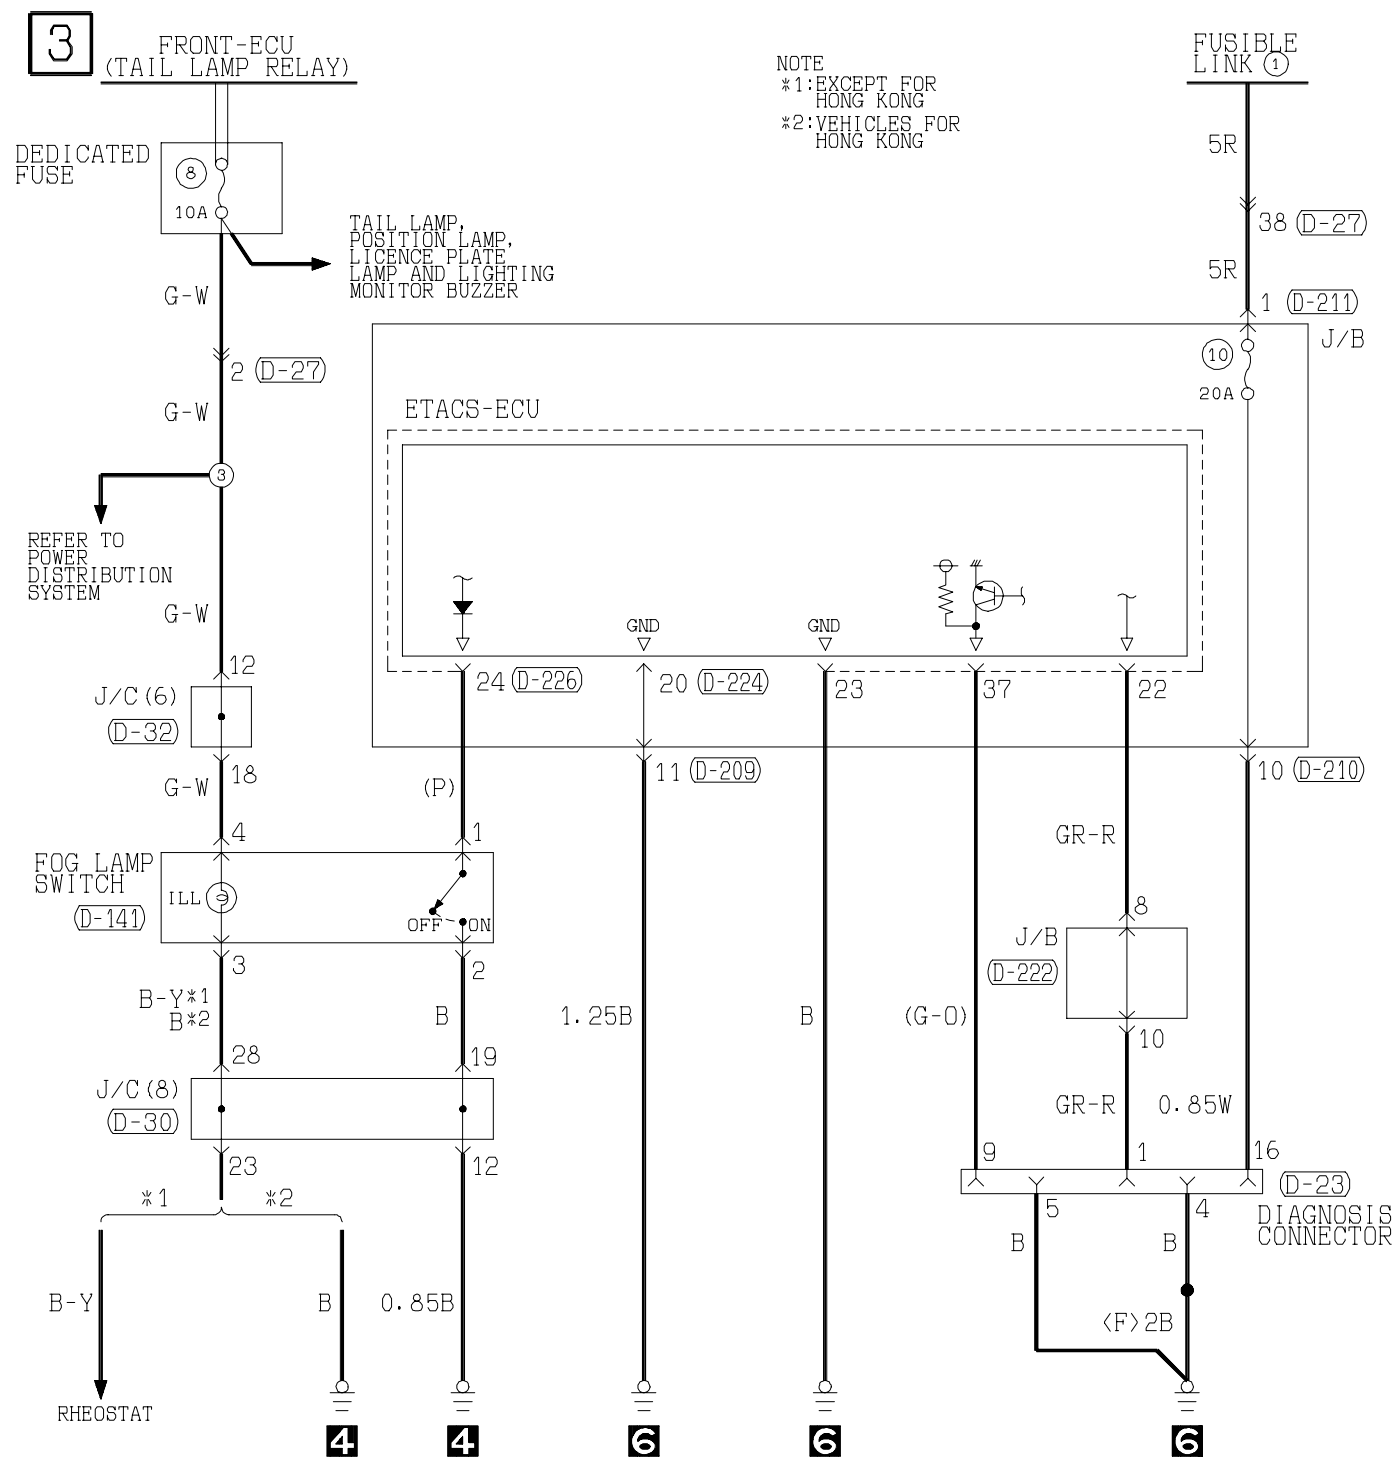 3
FRONT-ECU
(TAIL LAMP RELAY)
NOTE
*1:EXCEPT FOR
HONG KONG
*2:VEHICLES FOR
HONG KONG
FUSIBLE
LINK 1
DEDICATED
FUSE
8
10A
TAIL LAMP,
POSITION LAMP,
LICENCE PLATE
LAMP AND LIGHTING
MONITOR BUZZER
5R
38 (D-27)
5R
1 (D-211)
J/B
G-W
2 (D-27)
G-W
10
20A
ETACS-ECU
3
REFER TO
POWER
DISTRIBUTION
SYSTEM
G-W
GND
GND
12
J/C(6)
(D-32)
18
24 (D-226)
20 (D-224)
23
37
22
G-W
(P)
11 (D-209)
10 (D-210)
4
1
GR-R
FOG LAMP
SWITCH
(D-141)
ILL
OFF
ON
8
J/B
(D-222)
10
3
2
B-Y*1
B*2
B
1.25B
B
(G-O)
28
19
J/C(8)
(D-30)
GR-R
0.85W
23
12
9
1
16
(D-23)
DIAGNOSIS
CONNECTOR
*1
*2
5
4
B
B
B-Y
B
0.85B
<F>2B
RHEOSTAT
4
4
6
6
6